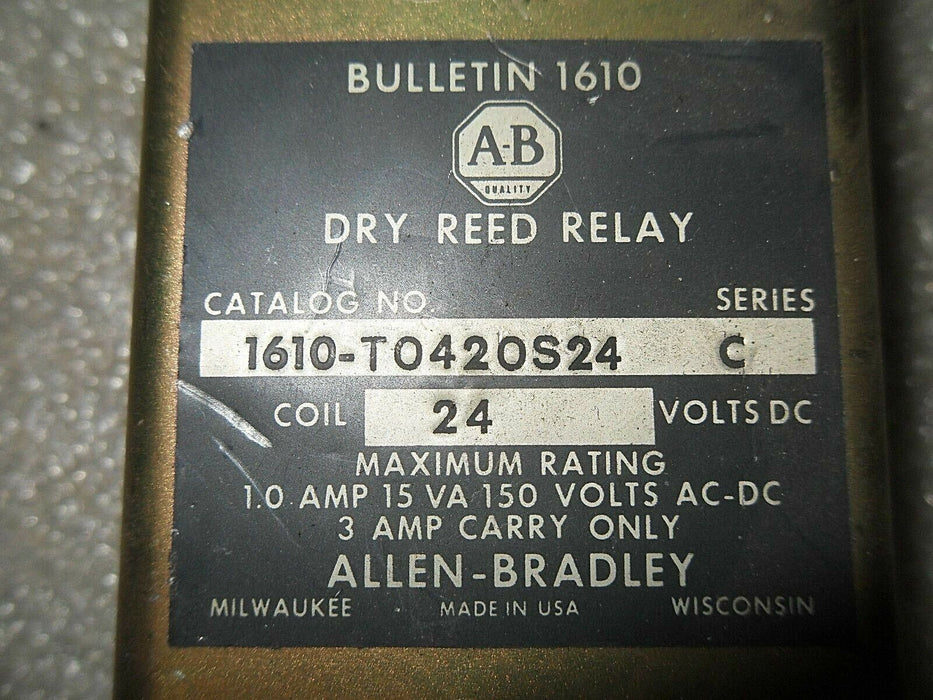 BULLETIN 1610
A-B
QUALITY
DRY REED RELAY
CATALOG NO. SERIES
1610-TO420S24 C
COIL 24 VOLTS DC
MAXIMUM RATING
1.0 AMP 15 VA 150 VOLTS AC-DC
3 AMP CARRY ONLY
ALLEN-BRADLEY
MILWAUKEE MADE IN USA WISCONSIN